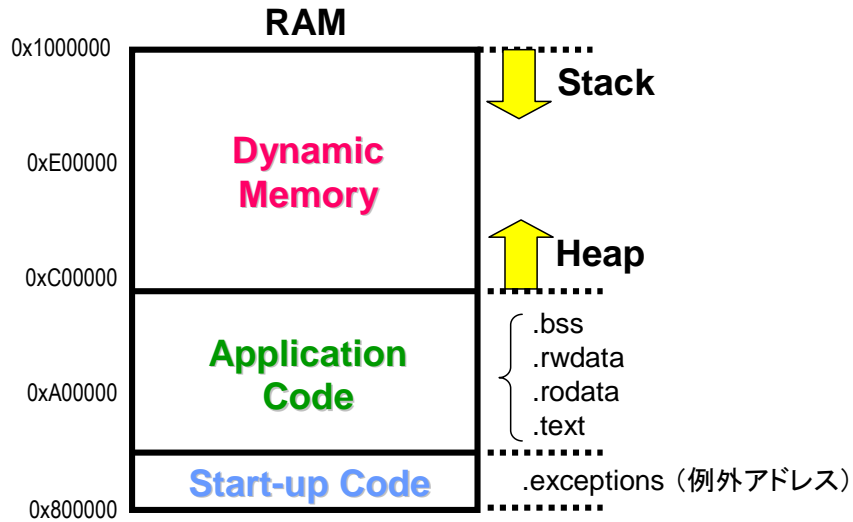 RAM
0x1000000
Stack
0xE00000
Dynamic
Memory
Heap
0xC00000
.bss
.rwdata
.rodata
.text
Application
Code
0xA00000
Start-up Code
.exceptions（例外アドレス）
0x800000